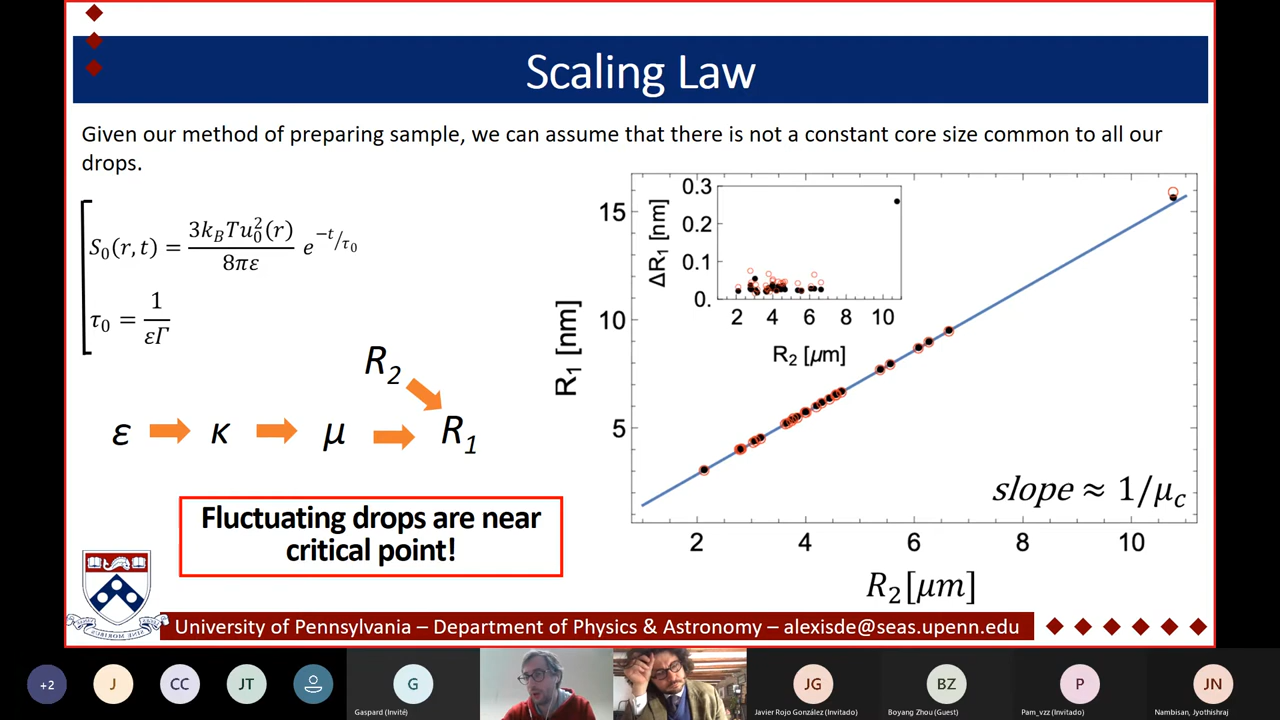 Scaling Law
Given our method of preparing sample, we can assume that there is not a constant core size common to all our
drops.
S₀(r,t) = 3k_BTu₀²(r) / 8πε e^(−t/τ₀)
τ₀ = 1 / εΓ
R₂
ε κ μ R₁
Fluctuating drops are near
critical point!
0.3
0.2
0.1
0.
ΔR₁ [nm]
2 4 6 8 10
R₂ [μm]
15
10
5
R₁ [nm]
slope ≈ 1/μ_c
2 4 6 8 10
R₂[μm]
University of Pennsylvania – Department of Physics & Astronomy – alexisde@seas.upenn.edu
+2 J CC JT G JG BZ P JN
Gaspard (Invité) Javier Rojo González (Invitado) Boyang Zhou (Guest) Pam_vzz (Invitado) Nambisan, Jyothishraj